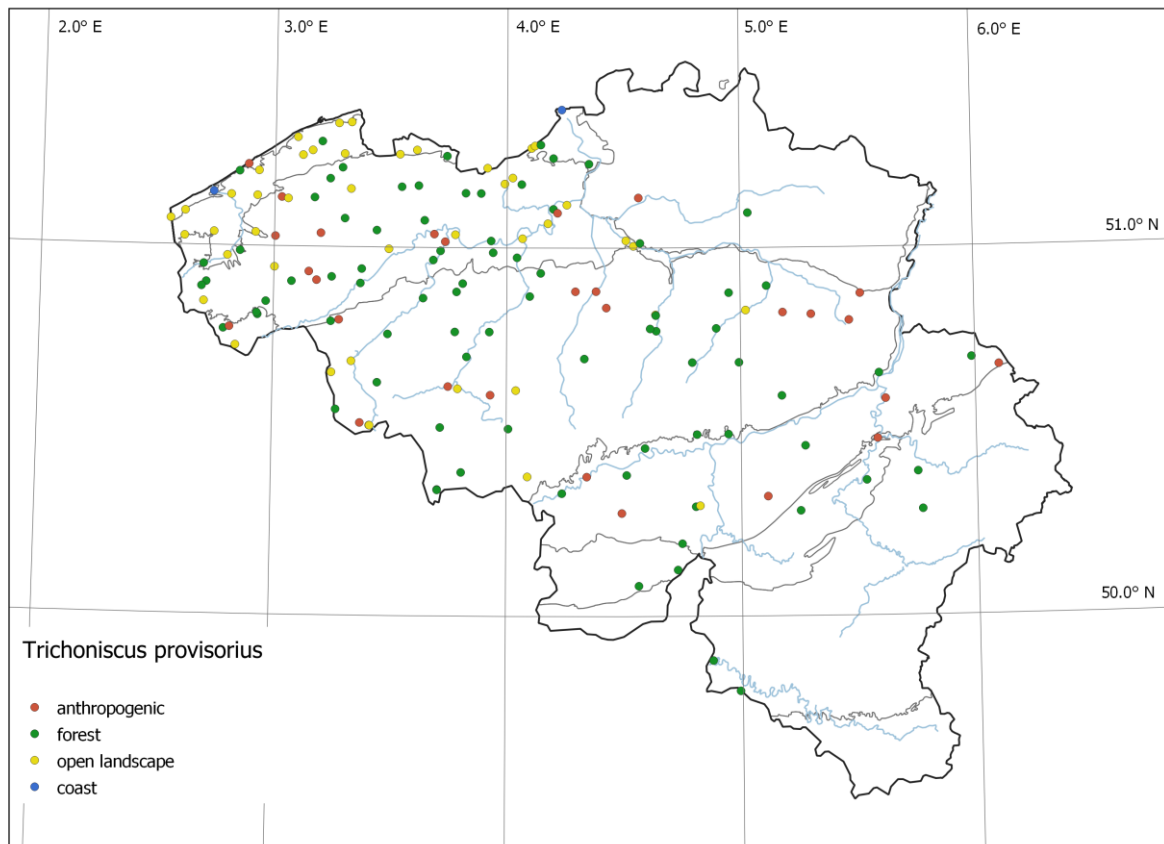 2.0° E
3.0° E
4.0° E
5.0° E
6.0° E
51.0° N
50.0° N
Trichoniscus provisorius
anthropogenic
forest
open landscape
coast